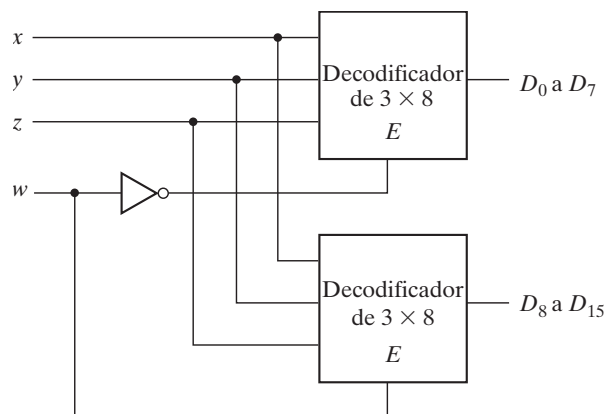 x
y
z
w
Decodificador
de 3 × 8
E
D₀ a D₇
Decodificador
de 3 × 8
E
D₈ a D₁₅